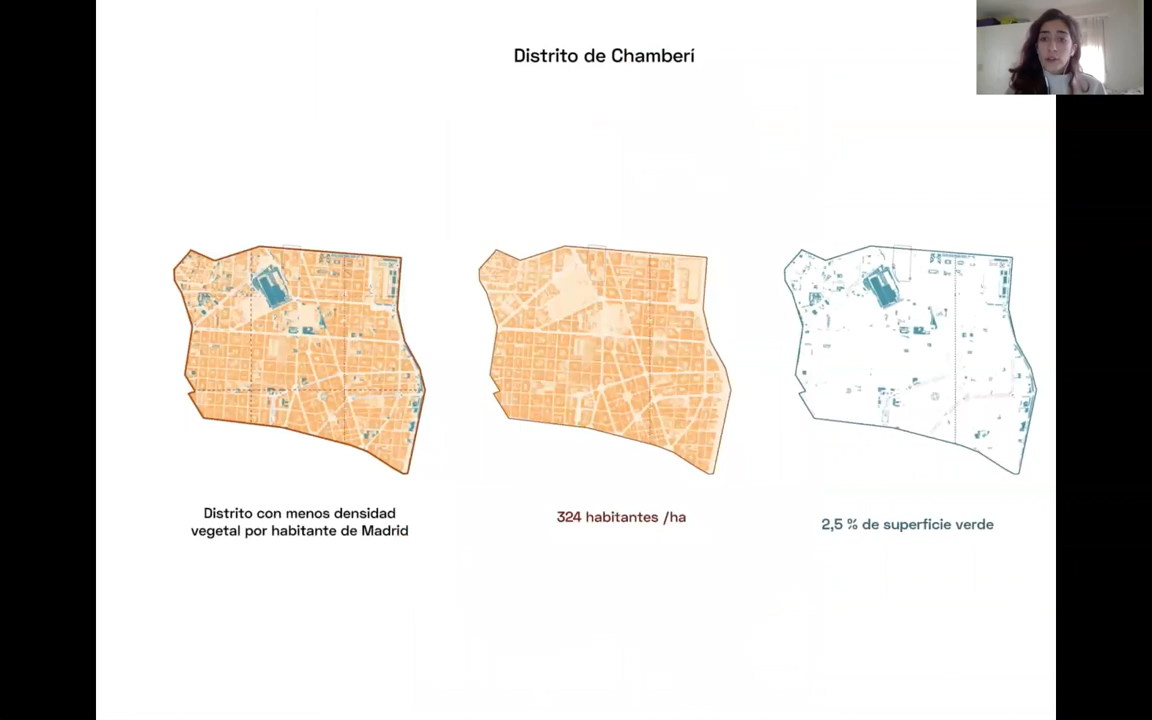 Distrito de Chamberí
Distrito con menos densidad
vegetal por habitante de Madrid
324 habitantes /ha
2,5 % de superficie verde